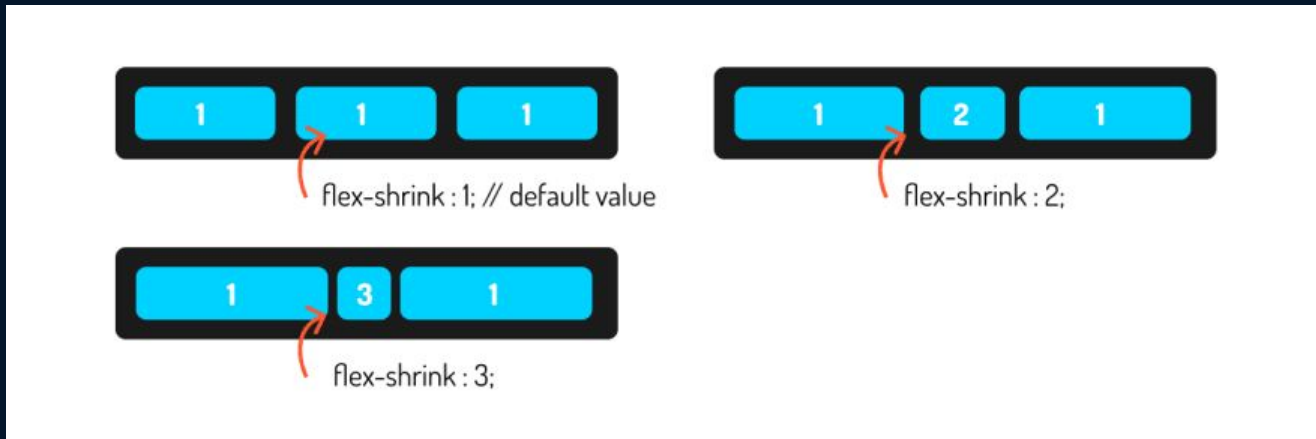 1 1 1
flex-shrink : 1; // default value
1 2 1
flex-shrink : 2;
1 3 1
flex-shrink : 3;